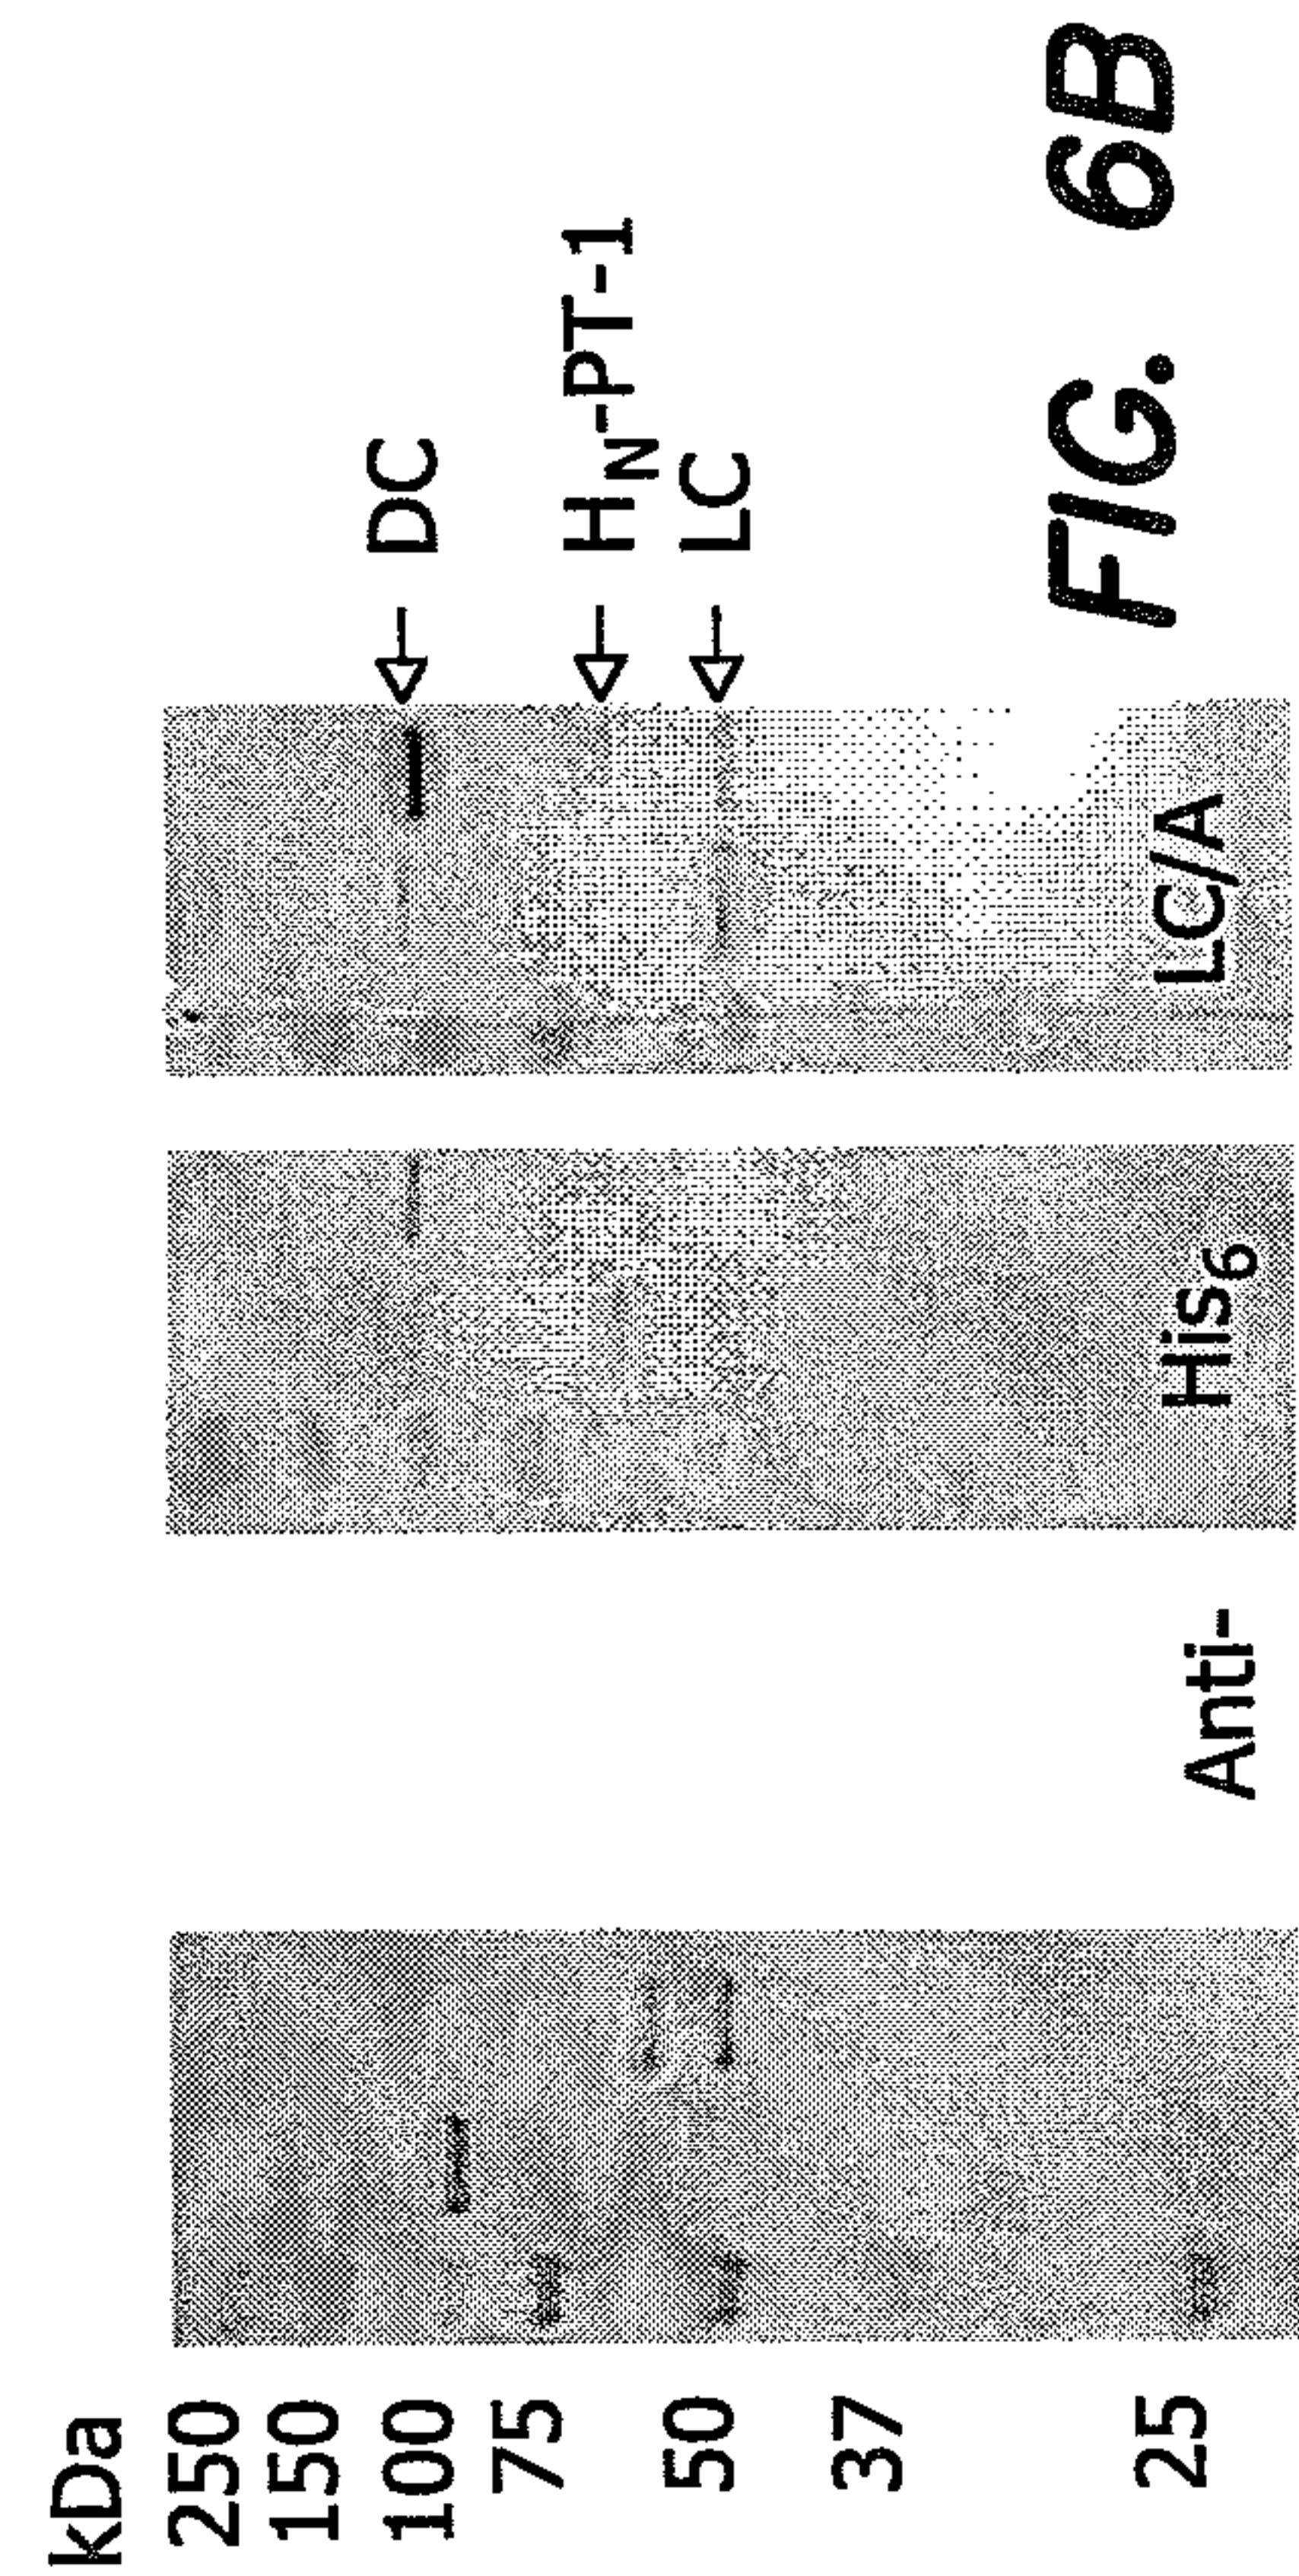 kDa
250
150
100
75
50
37
25
Anti-
His6
LC/A
DC
HN-PT-1
LC
FIG. 6B